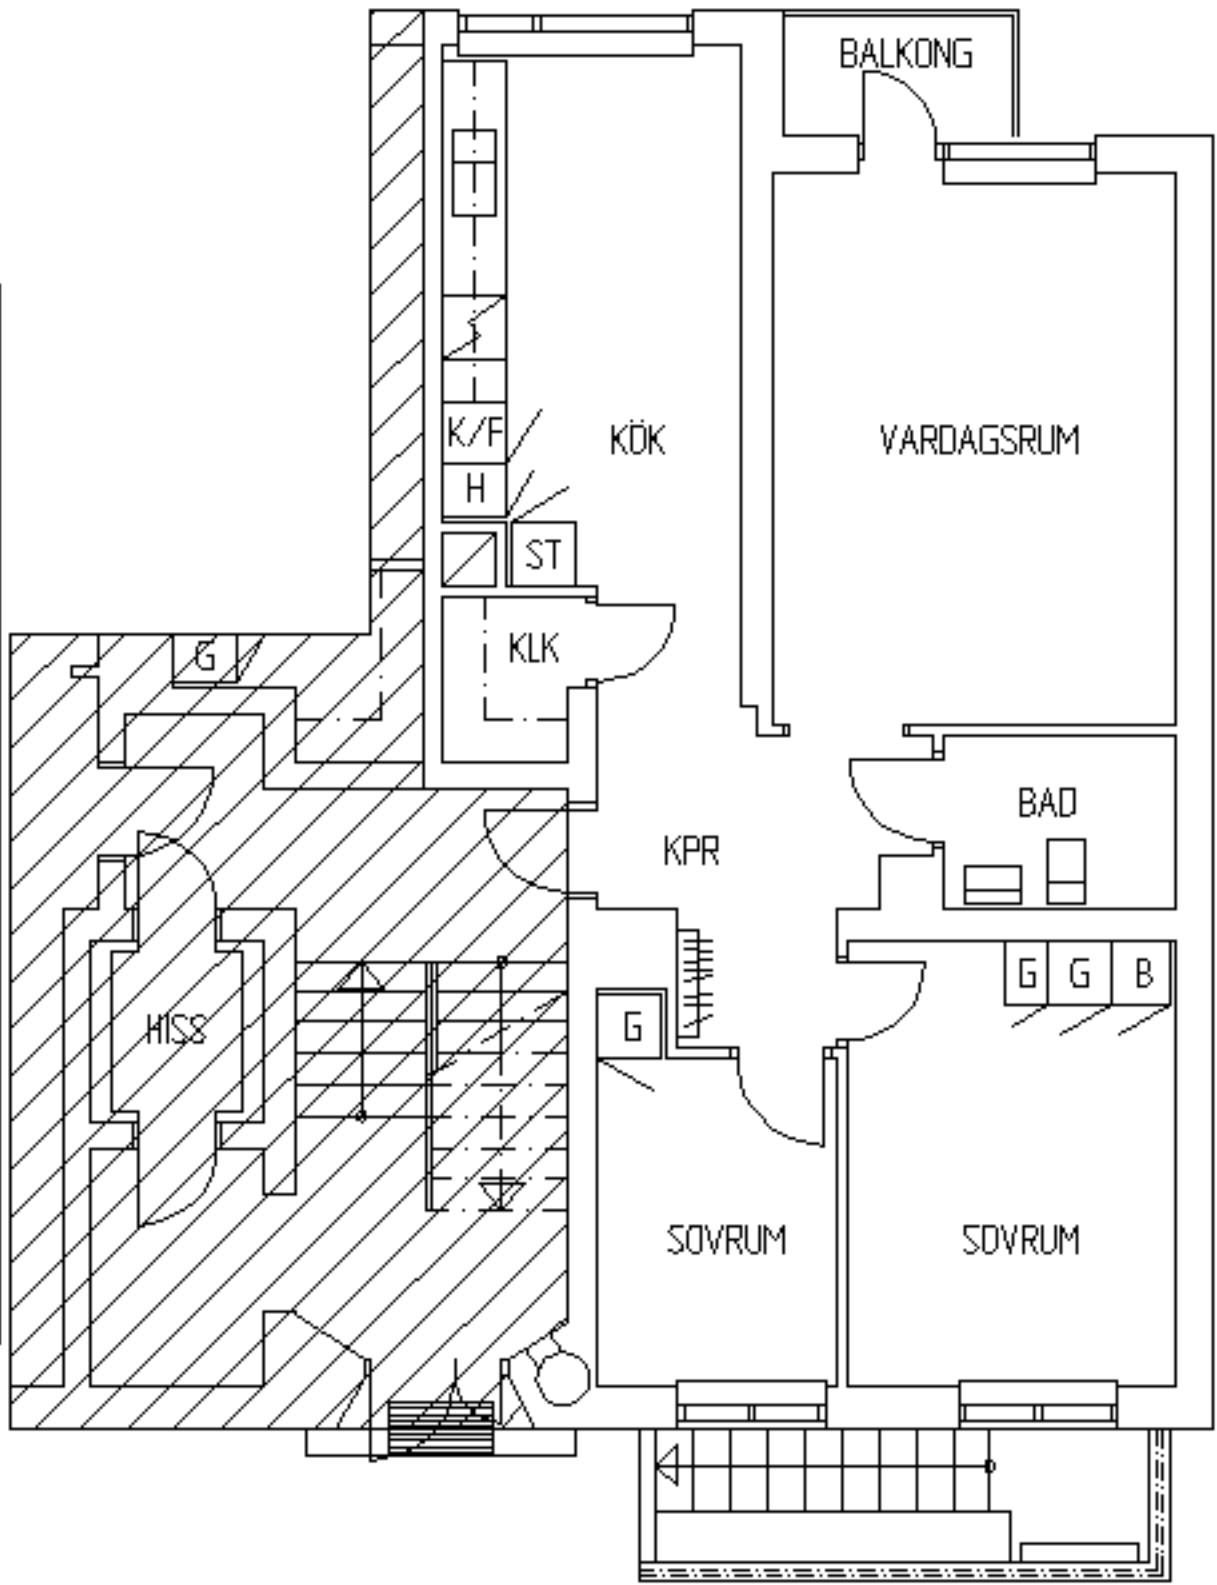 BALKONG
K/F
KÖK
VARDAGSRUM
H
ST
KLK
G
BAD
KPR
G G B
HISS
G
SOVRUM
SOVRUM